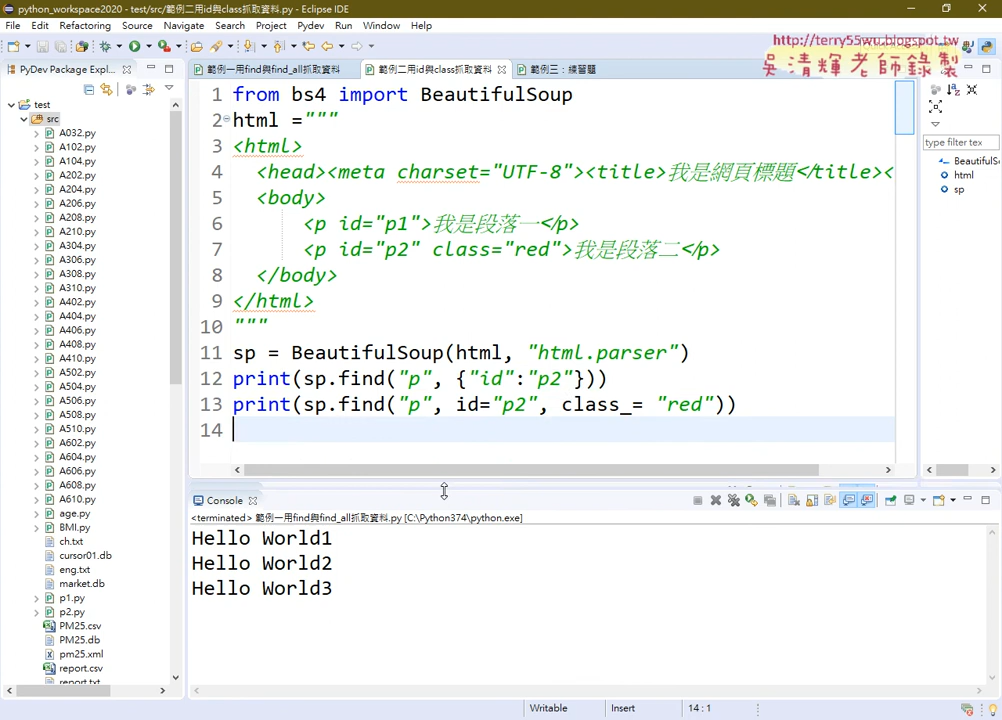 python_workspace2020 - test/src/範例二用id與class抓取資料.py - Eclipse IDE
File Edit Refactoring Source Navigate Search Project Pydev Run Window Help
http://terry55wu.blogspot.tw
吳清輝老師錄製
PyDev Package Expl...
範例一用find與find_all抓取資料
範例二用id與class抓取資料
範例三：練習題
test
src
A032.py
A102.py
A104.py
A202.py
A204.py
A206.py
A208.py
A210.py
A304.py
A306.py
A308.py
A310.py
A402.py
A404.py
A406.py
A408.py
A410.py
A502.py
A504.py
A506.py
A508.py
A510.py
A602.py
A604.py
A606.py
A608.py
A610.py
age.py
BMI.py
ch.txt
cursor01.db
eng.txt
market.db
p1.py
p2.py
PM25.csv
PM25.db
pm25.xml
report.csv
report.txt
1 from bs4 import BeautifulSoup
2 html ="""
3 <html>
4 <head><meta charset="UTF-8"><title>我是網頁標題</title><
5 <body>
6 <p id="p1">我是段落一</p>
7 <p id="p2" class="red">我是段落二</p>
8 </body>
9 </html>
10 """
11 sp = BeautifulSoup(html, "html.parser")
12 print(sp.find("p", {"id":"p2"}))
13 print(sp.find("p", id="p2", class_= "red"))
14
type filter tex
BeautifulS
html
sp
Console
<terminated> 範例一用find與find_all抓取資料.py [C:\Python374\python.exe]
Hello World1
Hello World2
Hello World3
Writable Insert 14 : 1